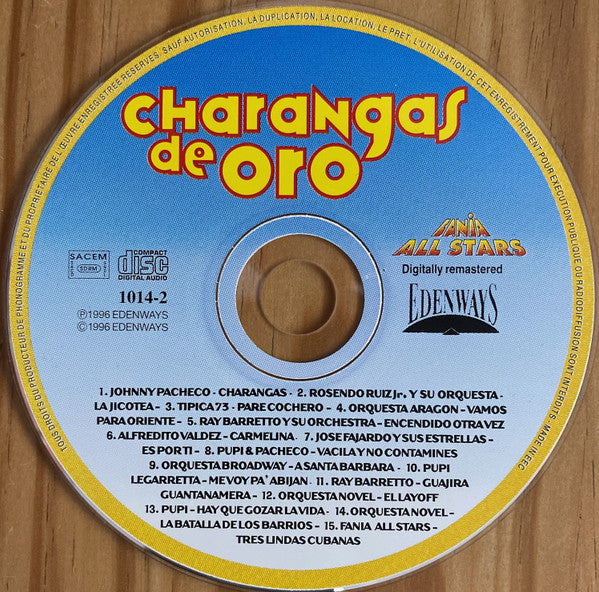 TOUS DROITS DU PRODUCTEUR DE PHONOGRAMME ET DU PROPRIETAIRE DE L'ŒUVRE ENREGISTREE RESERVES. SAUF AUTORISATION, LA DUPLICATION, LA LOCATION, LE PRET, L'UTILISATION DE CET ENREGISTREMENT POUR EXECUTION PUBLIQUE OU RADIODIFFUSION SONT INTERDITS. MADE IN EEC
charangas
de oro
SACEM
SDRM
COMPACT
disc
DIGITAL AUDIO
1014-2
Ⓟ1996 EDENWAYS
©1996 EDENWAYS
FANIA
ALL STARS
Digitally remastered
EDENWAYS
1. JOHNNY PACHECO - CHARANGAS - 2. ROSENDO RUIZ Jr. Y SU ORQUESTA -
LA JICOTEA - 3. TIPICA 73 - PARE COCHERO - 4. ORQUESTA ARAGON - VAMOS
PARA ORIENTE - 5. RAY BARRETTO Y SU ORCHESTRA - ENCENDIDO OTRA VEZ
6. ALFREDITO VALDEZ - CARMELINA - 7. JOSE FAJARDO Y SUS ESTRELLAS -
ES POR TI - 8. PUPI & PACHECO - VACILA Y NO CONTAMINES
9. ORQUESTA BROADWAY - A SANTA BARBARA - 10. PUPI
LEGARRETTA - ME VOY PA' ABIJAN - 11. RAY BARRETTO - GUAJIRA
GUANTANAMERA - 12. ORQUESTA NOVEL - EL LAYOFF
13. PUPI - HAY QUE GOZAR LA VIDA - 14. ORQUESTA NOVEL -
LA BATALLA DE LOS BARRIOS - 15. FANIA ALL STARS -
TRES LINDAS CUBANAS